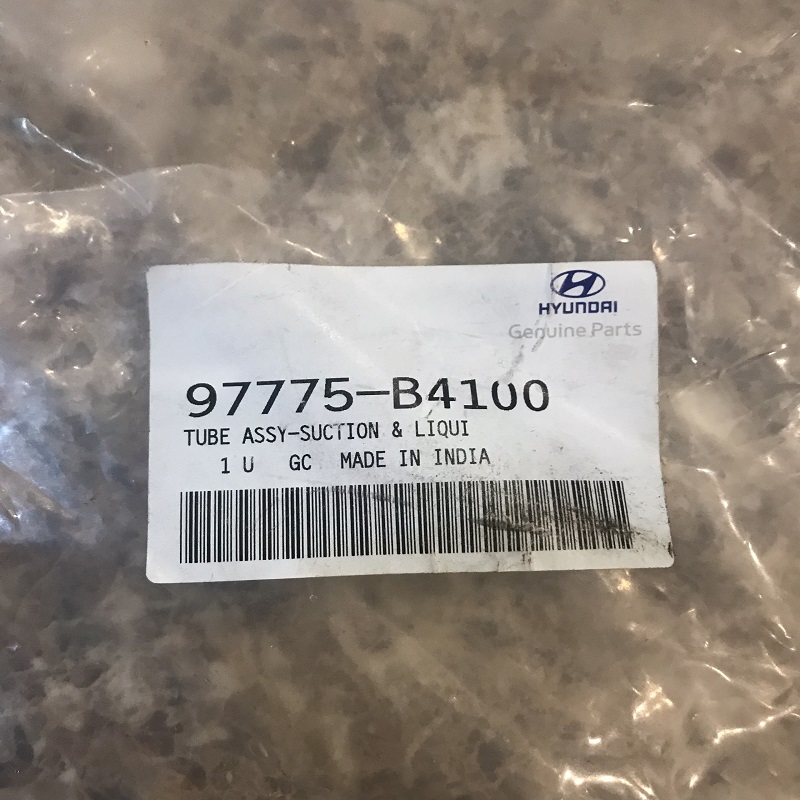 HYUNDAI
Genuine Parts
97775-B4100
TUBE ASSY-SUCTION & LIQUI
1 U GC MADE IN INDIA